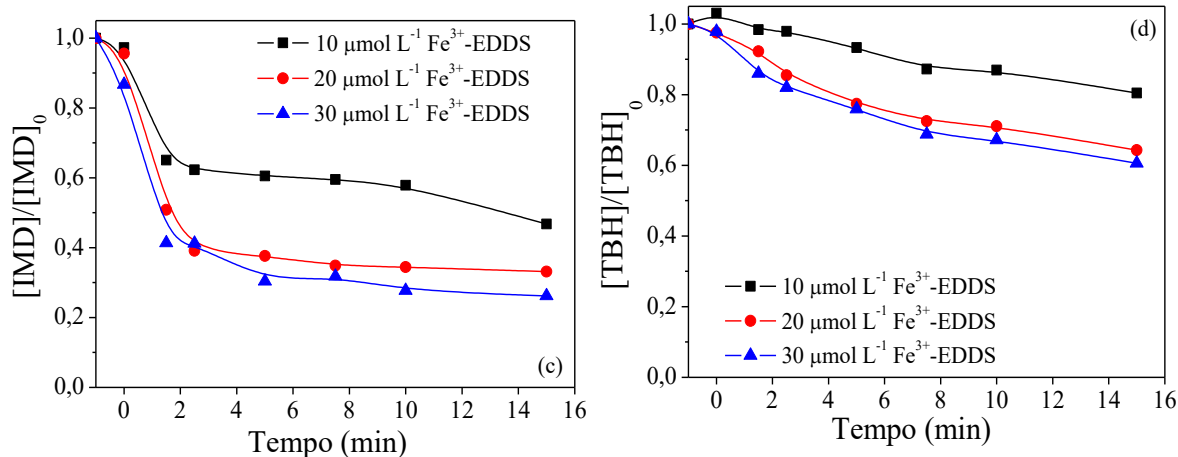 1,0
0,8
0,6
0,4
0,2
0,0
[IMD]/[IMD]₀
10 µmol L⁻¹ Fe³⁺-EDDS
20 µmol L⁻¹ Fe³⁺-EDDS
30 µmol L⁻¹ Fe³⁺-EDDS
(c)
0 2 4 6 8 10 12 14 16
Tempo (min)
1,0
0,8
0,6
0,4
0,2
0,0
[TBH]/[TBH]₀
(d)
10 µmol L⁻¹ Fe³⁺-EDDS
20 µmol L⁻¹ Fe³⁺-EDDS
30 µmol L⁻¹ Fe³⁺-EDDS
0 2 4 6 8 10 12 14 16
Tempo (min)